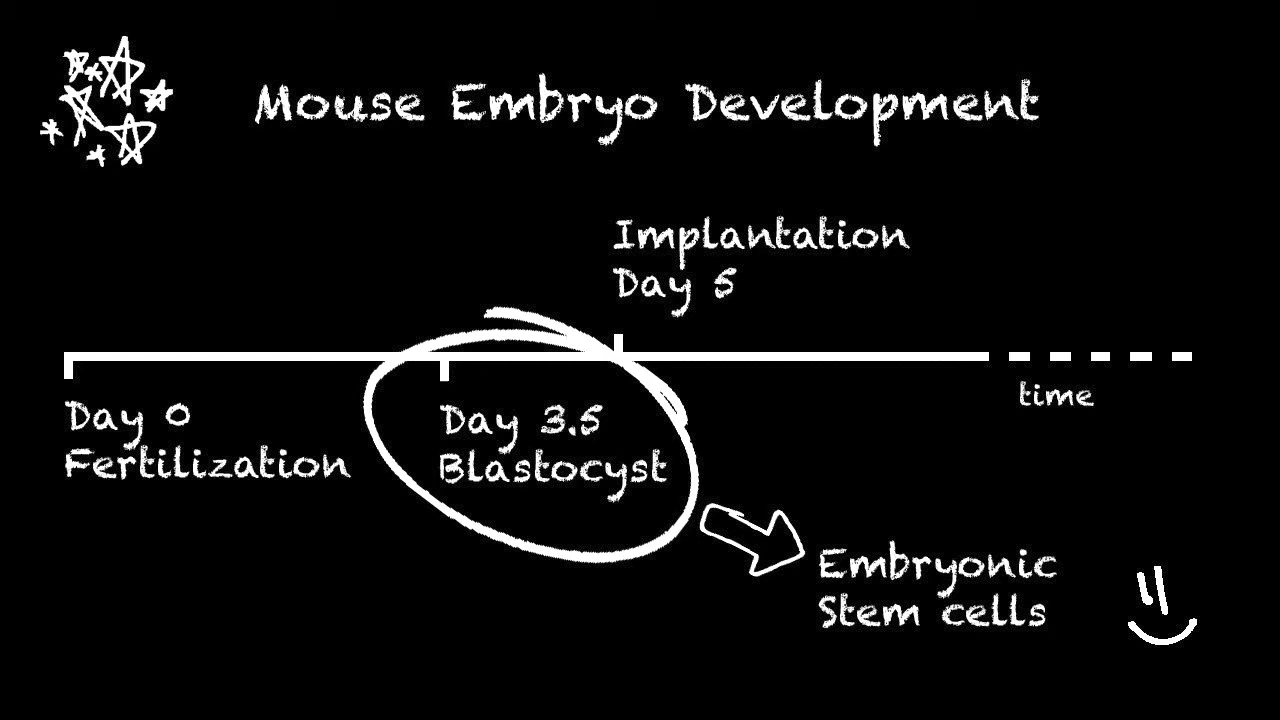 Mouse Embryo Development
Implantation
Day 5
time
Day 0
Fertilization
Day 3.5
Blastocyst
Embryonic
Stem cells